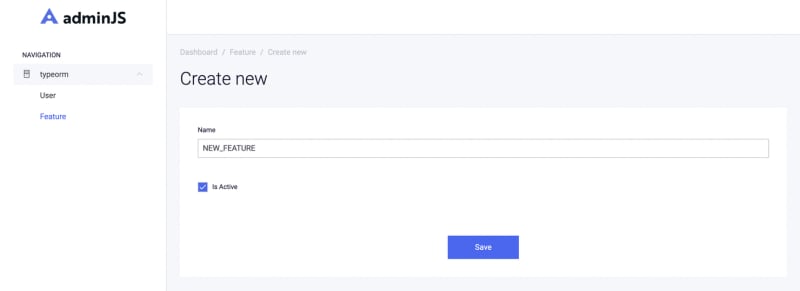 adminJS
NAVIGATION
typeorm
User
Feature
Dashboard / Feature / Create new
Create new
Name
NEW_FEATURE
Is Active
Save